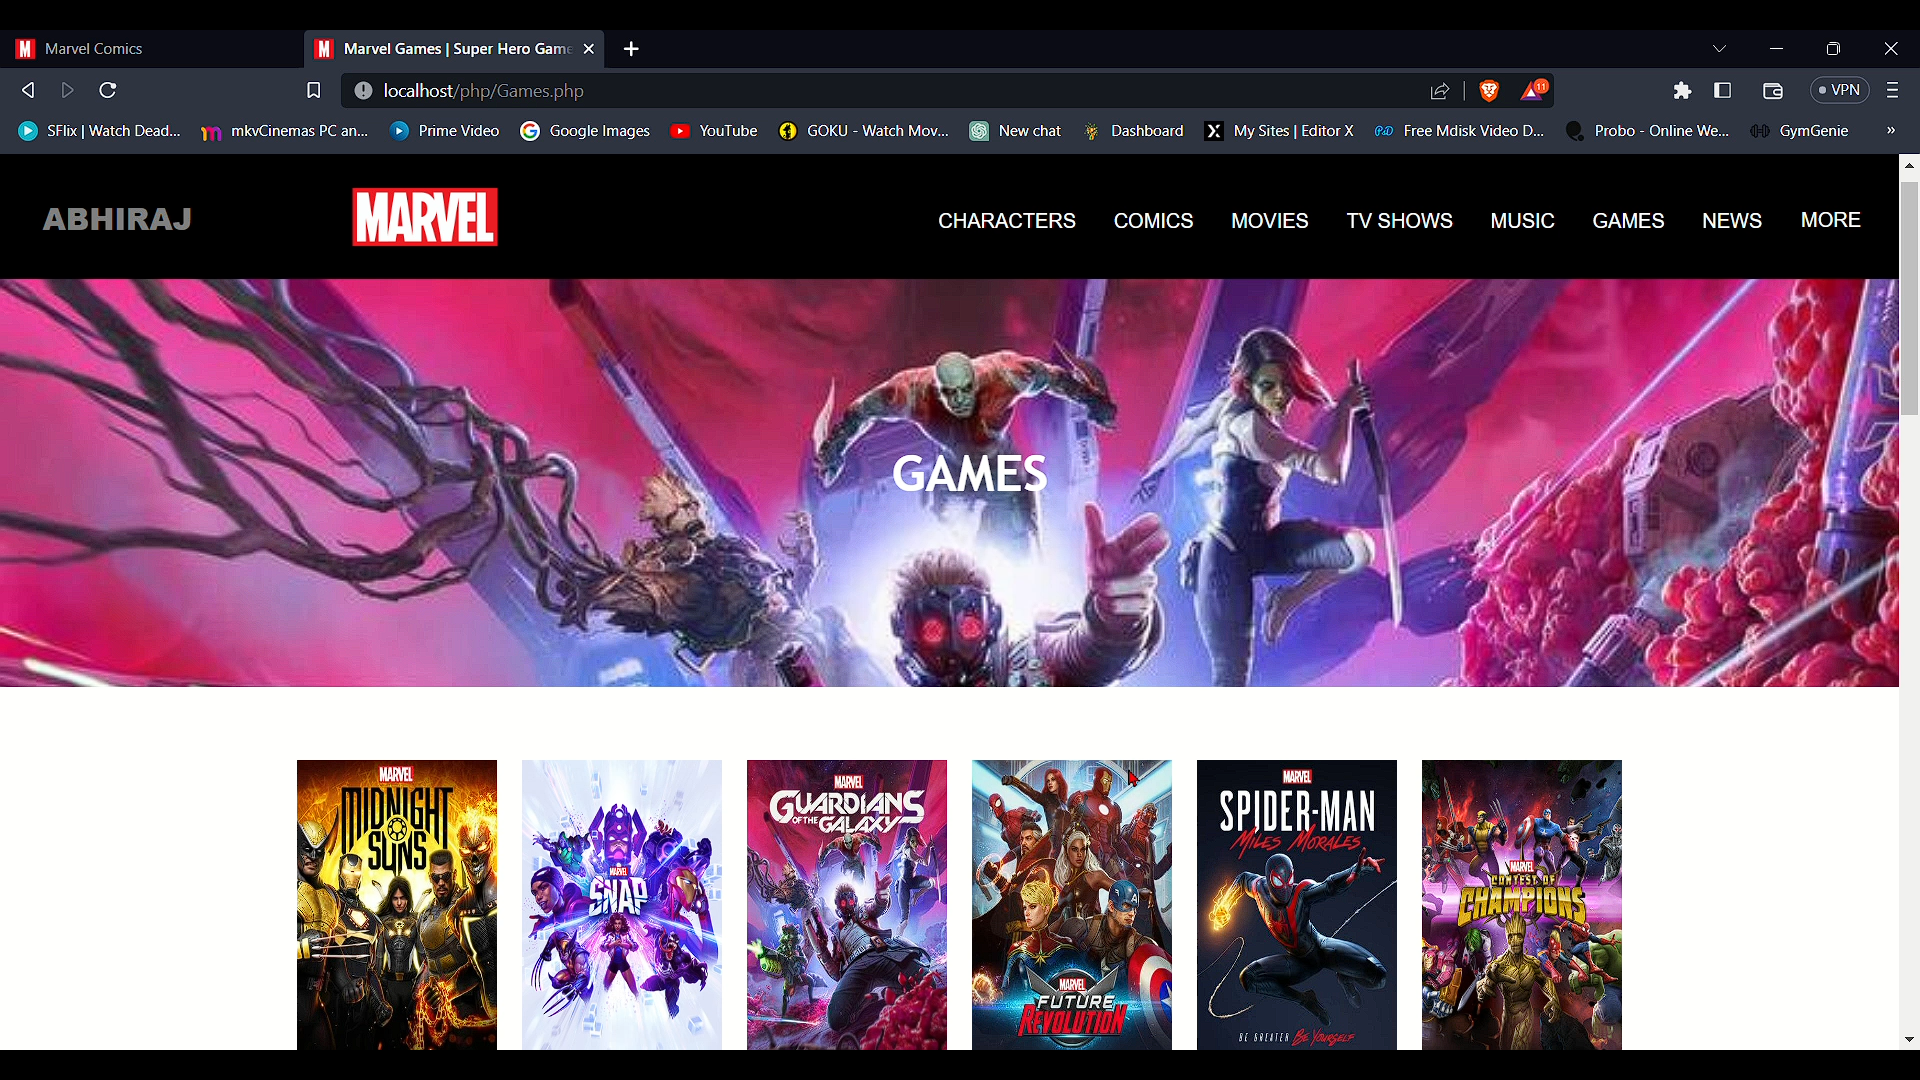 Marvel Comics
Marvel Games | Super Hero Game
localhost/php/Games.php
11
VPN
SFlix | Watch Dead...
mkvCinemas PC an...
Prime Video
Google Images
YouTube
GOKU - Watch Mov...
New chat
Dashboard
My Sites | Editor X
Free Mdisk Video D...
Probo - Online We...
GymGenie
»
ABHIRAJ
MARVEL
CHARACTERS
COMICS
MOVIES
TV SHOWS
MUSIC
GAMES
NEWS
MORE
GAMES
MARVEL
MIDNIGHT
SUNS
MARVEL
SNAP
MARVEL
GUARDIANS
OF THE GALAXY
MARVEL
FUTURE
REVOLUTION
MARVEL
SPIDER-MAN
MILES MORALES
BE GREATER BE YOURSELF
MARVEL
CONTEST OF
CHAMPIONS